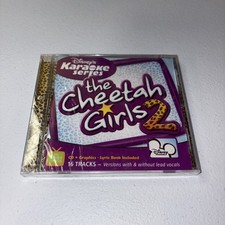 Disney's
Karaoke
series
the
Cheetah
Girls 2
CD + Graphics - Lyric Book Included
16 TRACKS – Versions with & without lead vocals
Disney